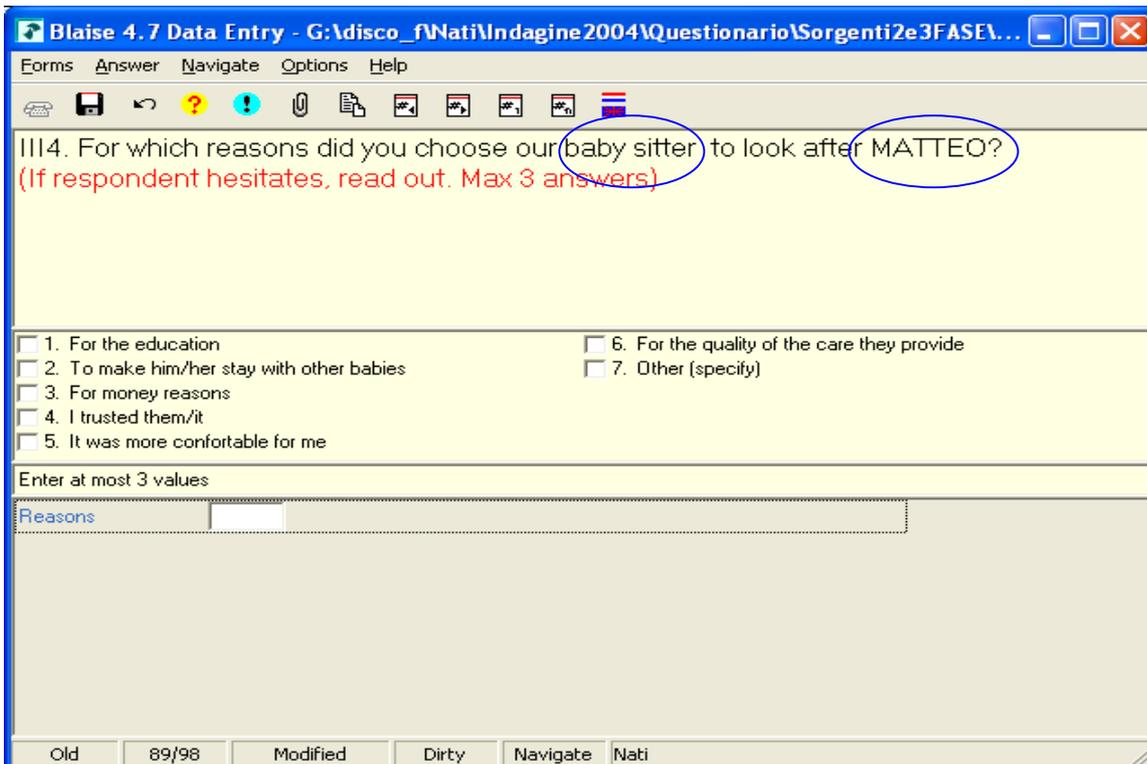 Blaise 4.7 Data Entry - G:\disco_f\Nati\Indagine2004\Questionario\Sorgenti2e3FASE\...
Forms Answer Navigate Options Help
III4. For which reasons did you choose our baby sitter to look after MATTEO?
(If respondent hesitates, read out. Max 3 answers)
1. For the education
2. To make him/her stay with other babies
3. For money reasons
4. I trusted them/it
5. It was more confortable for me
6. For the quality of the care they provide
7. Other (specify)
Enter at most 3 values
Reasons
Old 89/98 Modified Dirty Navigate Nati